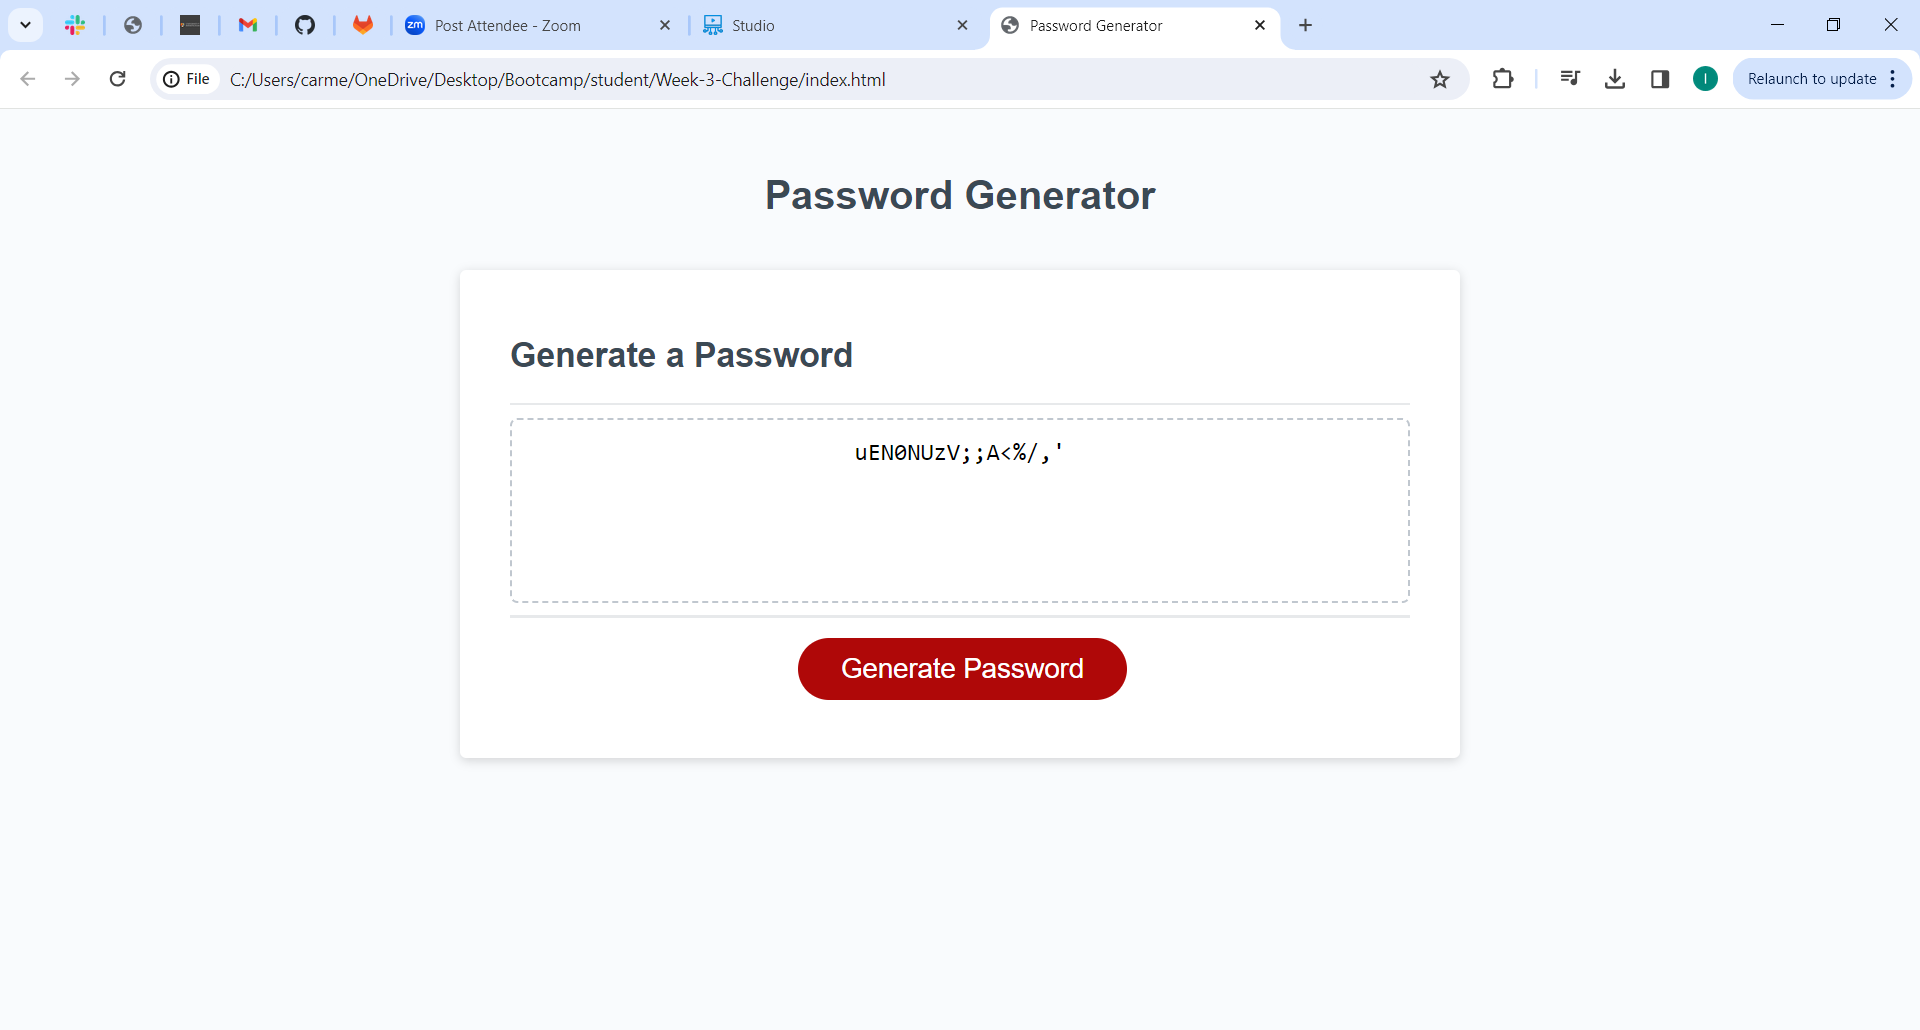 zm Post Attendee - Zoom
Studio
Password Generator
File C:/Users/carme/OneDrive/Desktop/Bootcamp/student/Week-3-Challenge/index.html
I
Relaunch to update
Password Generator
Generate a Password
uEN0NUzV;;A<%/,'
Generate Password